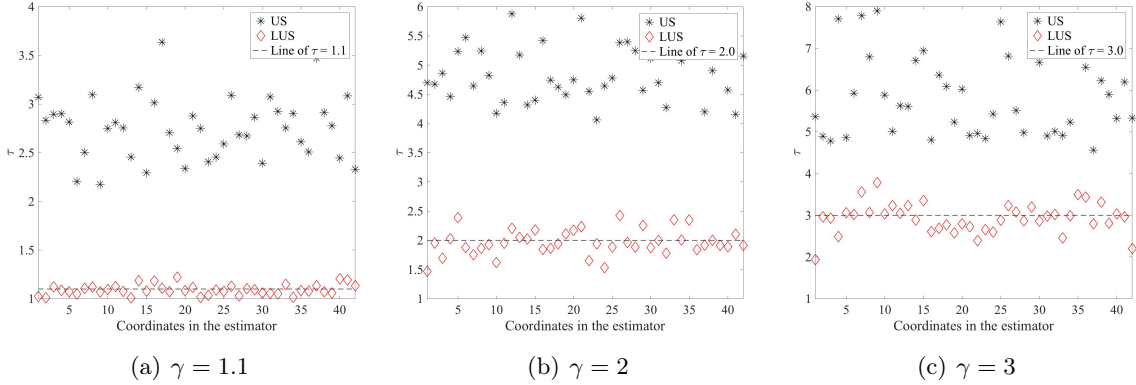 4
3.5
3
2.5
2
1.5
1
τ
5
10
15
20
25
30
35
40
Coordinates in the estimator
US
LUS
Line of τ = 1.1
(a) γ = 1.1
6
5.5
5
4.5
4
3.5
3
2.5
2
1.5
1
τ
5
10
15
20
25
30
35
40
Coordinates in the estimator
US
LUS
Line of τ = 2.0
(b) γ = 2
8
7
6
5
4
3
2
1
τ
5
10
15
20
25
30
35
40
Coordinates in the estimator
US
LUS
Line of τ = 3.0
(c) γ = 3